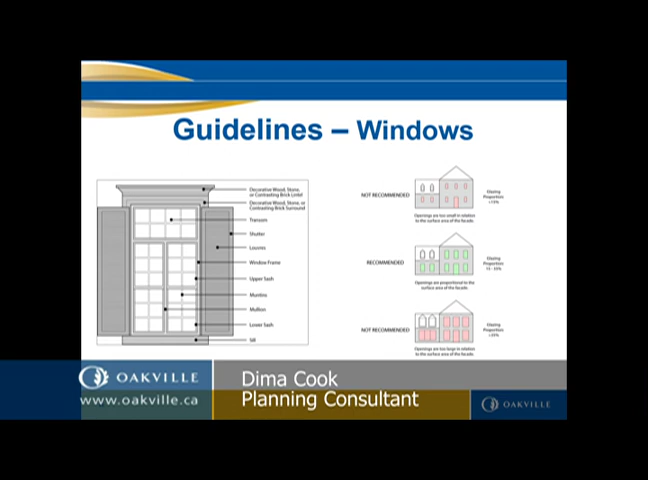 Guidelines – Windows
Decorative Wood, Stone,
or Contrasting Brick Lintel
Decorative Wood, Stone, or
Contrasting Brick Surround
Transom
Shutter
Louvres
Window Frame
Upper Sash
Muntins
Mullion
Lower Sash
Sill
NOT RECOMMENDED
Glazing
Proportion
<15%
Openings are too small in relation
to the surface area of the facade.
RECOMMENDED
Glazing
Proportion
Openings are proportional to the
surface area of the facade.
NOT RECOMMENDED
Glazing
Proportion
Openings are too large in relation
to the surface area of the facade.
OAKVILLE
www.oakville.ca
Dima Cook
Planning Consultant
OAKVILLE